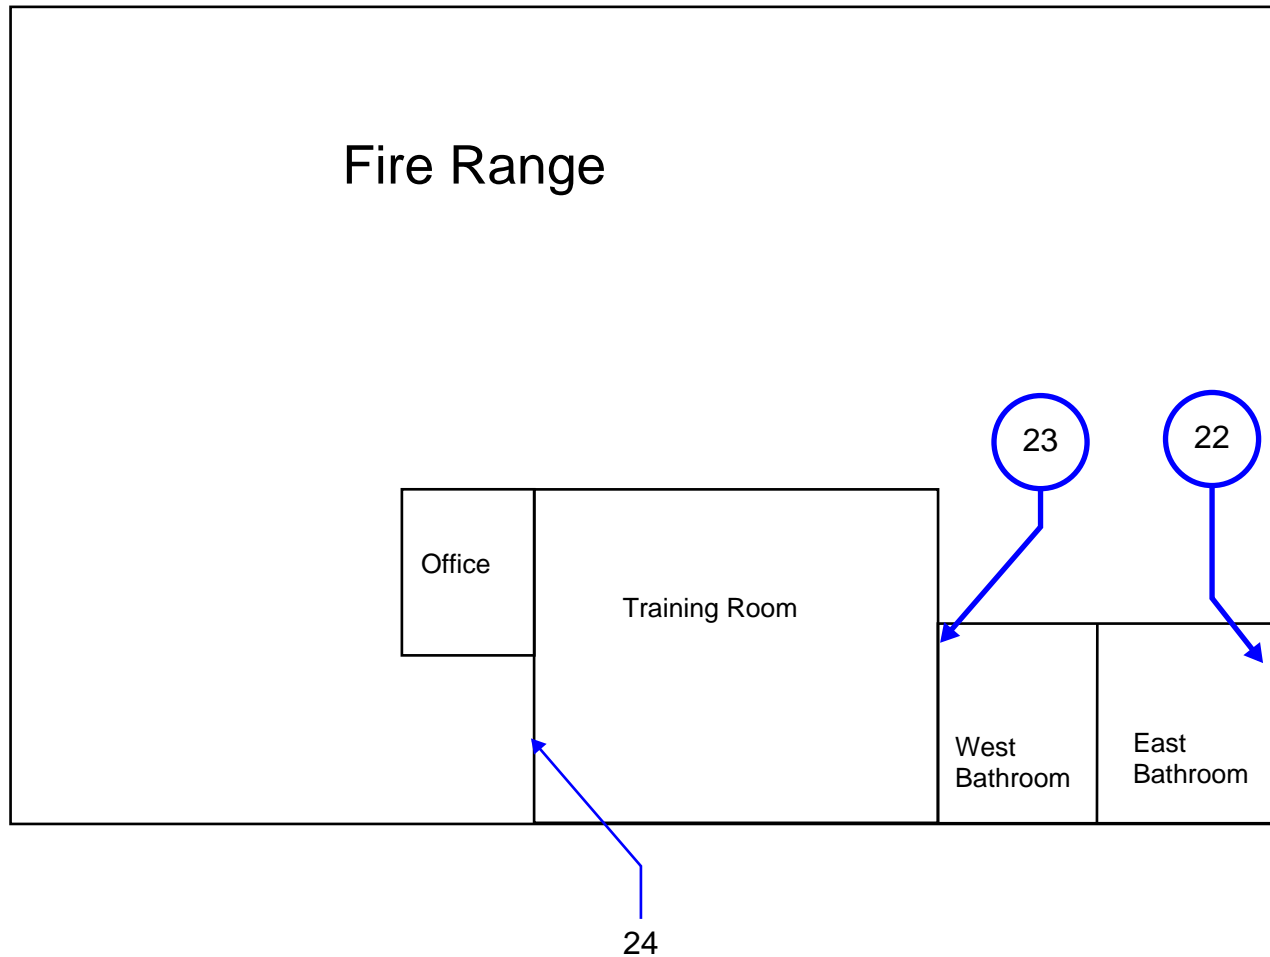 Fire Range
23
22
Office
Training Room
West
Bathroom
East
Bathroom
24